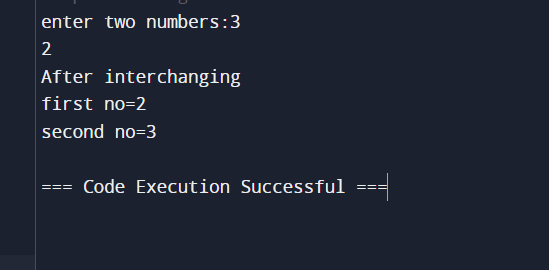 enter two numbers:3
2
After interchanging
first no=2
second no=3
=== Code Execution Successful ===